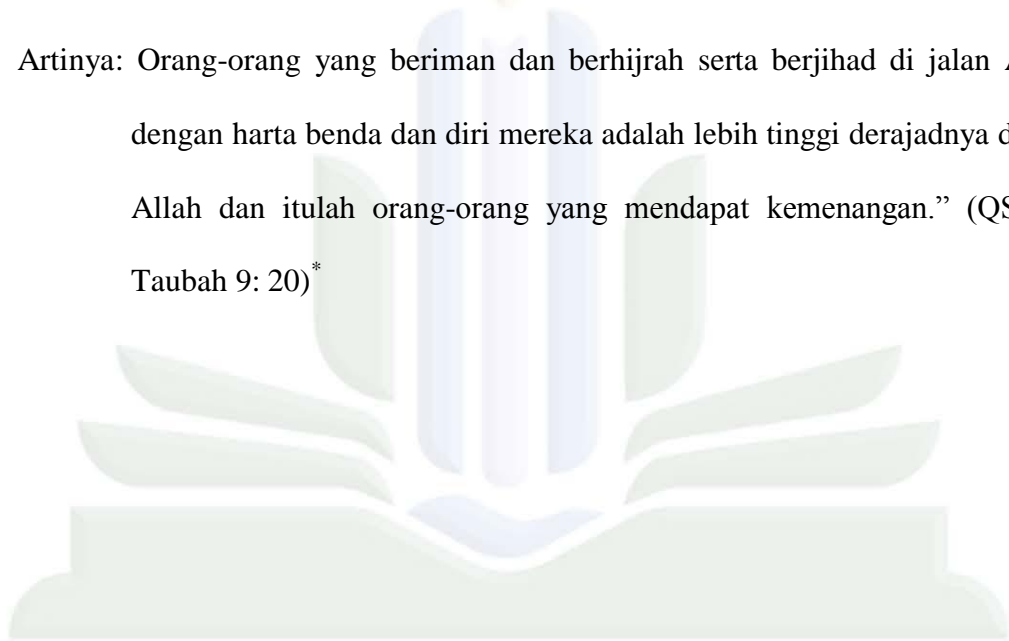 Artinya: Orang-orang yang beriman dan berhijrah serta berjihad di jalan
dengan harta benda dan diri mereka adalah lebih tinggi derajadnya
Allah dan itulah orang-orang yang mendapat kemenangan.” (QS
Taubah 9: 20)*